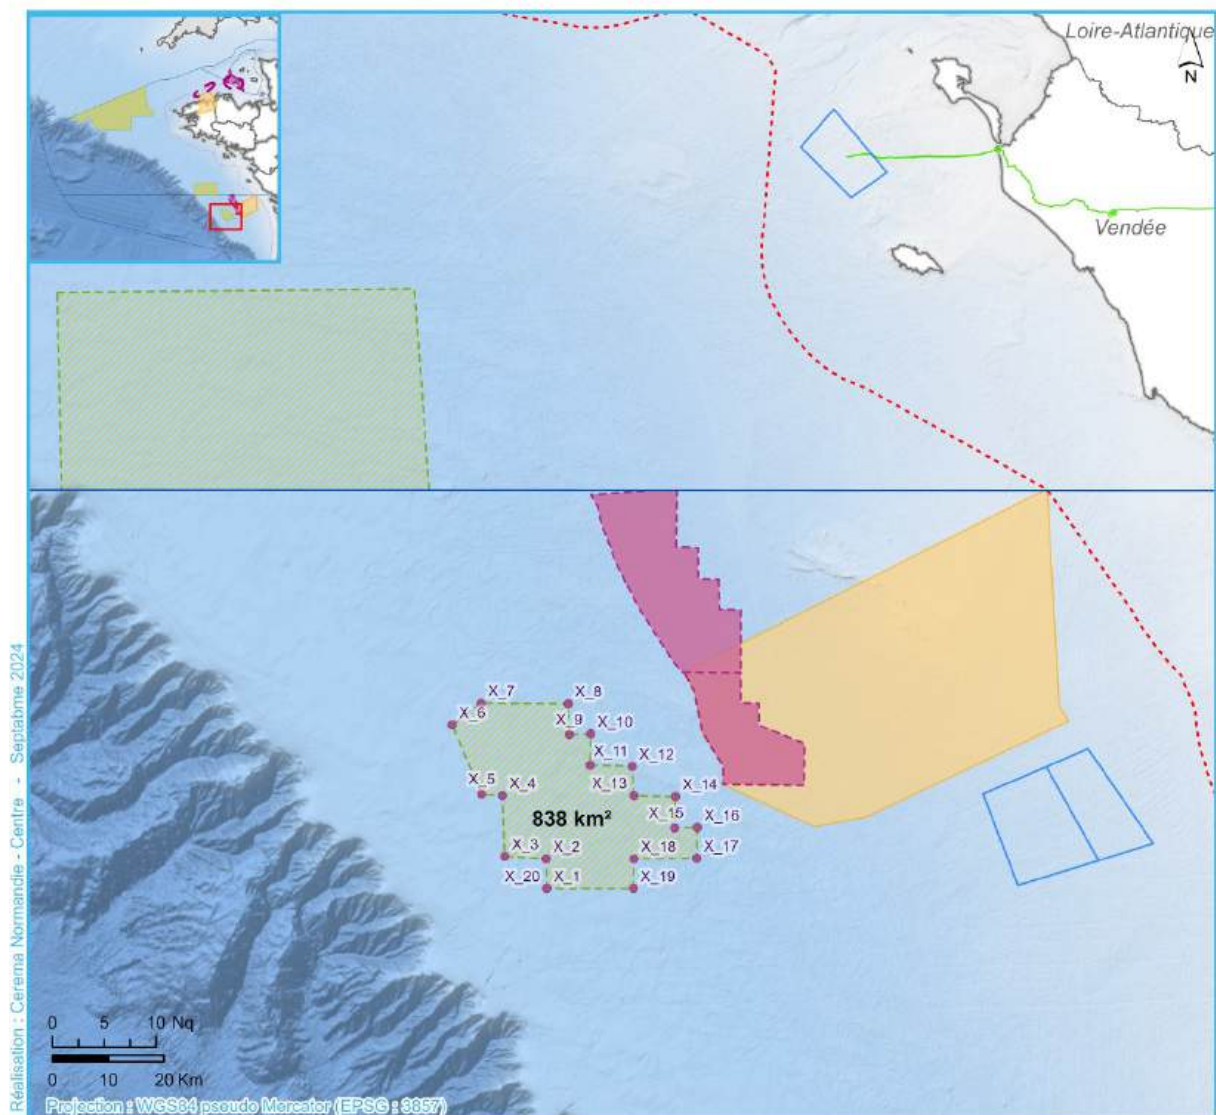 Loire-Atlantique
N
Vendée
X_7
X_8
X_6
X_9
X_10
X_11
X_12
X_5
X_4
X_13
X_14
838 km²
X_15
X_16
X_3
X_2
X_18
X_17
X_20
X_1
X_19
0 5 10 Nq
0 10 20 Km
Projection : WGS84 pseudo Mercator (EPSG : 3857)
Réalisation : Cerema Normandie - Centre - Septabme 2024